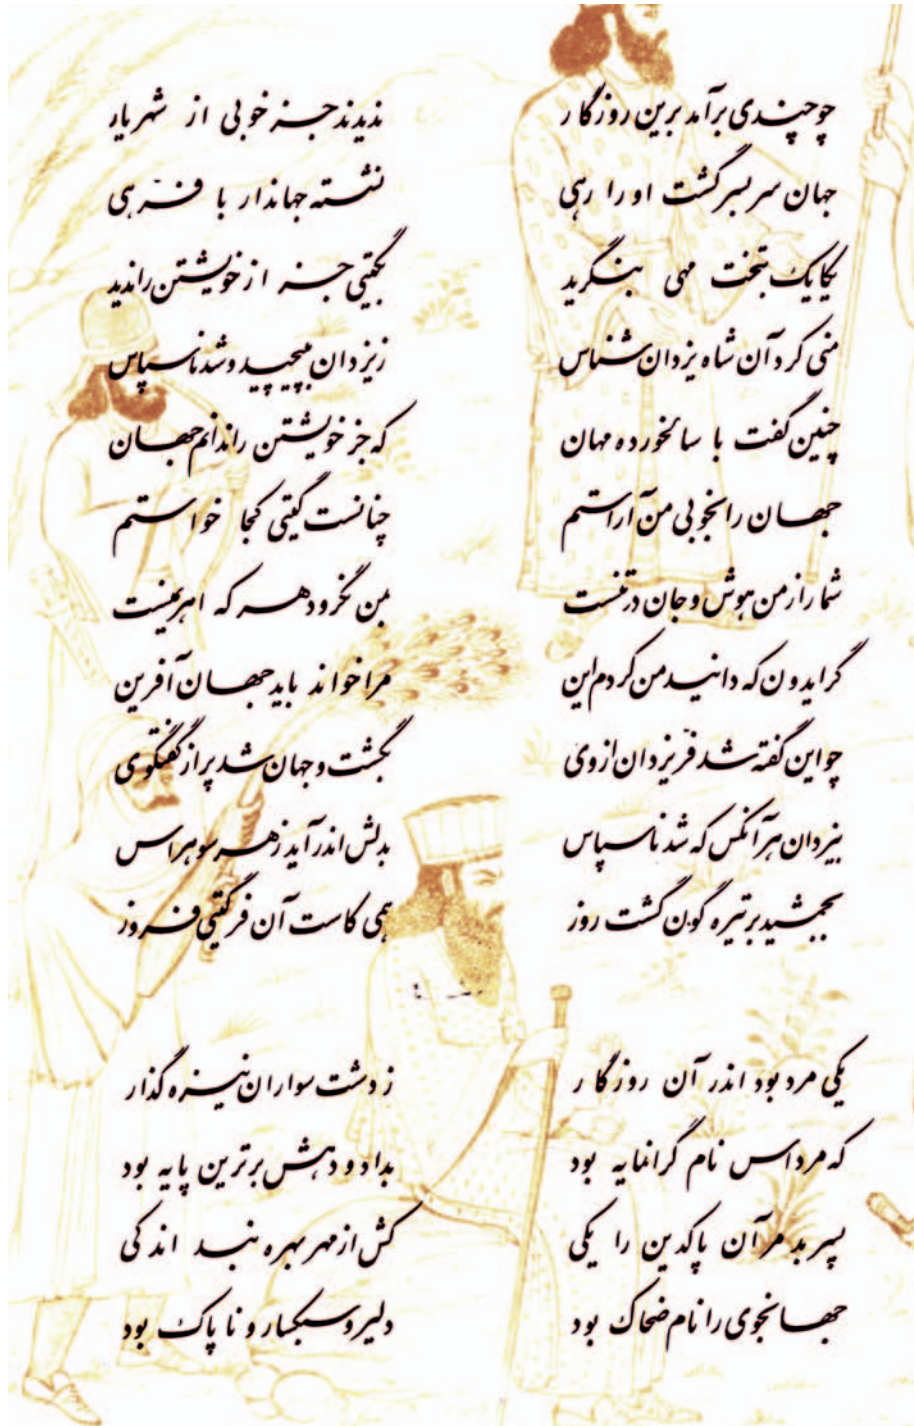 چو چندی برآمد برین روزگار ندیدند جز خوبی از شهریار
جهان سربسر گشت او را رهی نشسته جهاندار با فرهی
یکایک بتخت مهی بنگرید بگیتی جز از خویشتن را ندید
منی کرد آن شاه یزدان شناس ز یزدان بپیچید و شد ناسپاس
چنین گفت با سالخورده مهان که جز خویشتن را ندانم جهان
جهان را بخوبی من آراستم چنانست گیتی کجا خواستم
شما را ز من هوش و جان در تنست بمن نگرود هر که اهریمنست
گر ایدون که دانید من کردم این مرا خواند باید جهان آفرین
چو این گفته شد فر یزدان ازوی بگشت و جهان شد پر از گفتگوی
بیزدان هر آنکس که شد ناسپاس بدلش اندر آید ز هر سو هراس
بجمشید بر تیره گون گشت روز همی کاست آن فر گیتی فروز
یکی مرد بود اندر آن روزگار ز دشت سواران نیزه گذار
که مرداس نام گرانمایه بود بداد و دهش برترین پایه بود
پسر بد مر آن پاکدین را یکی کش از مهر بهره نبد اندکی
جهانجوی را نام ضحاک بود دلیر و سبکسار و ناپاک بود